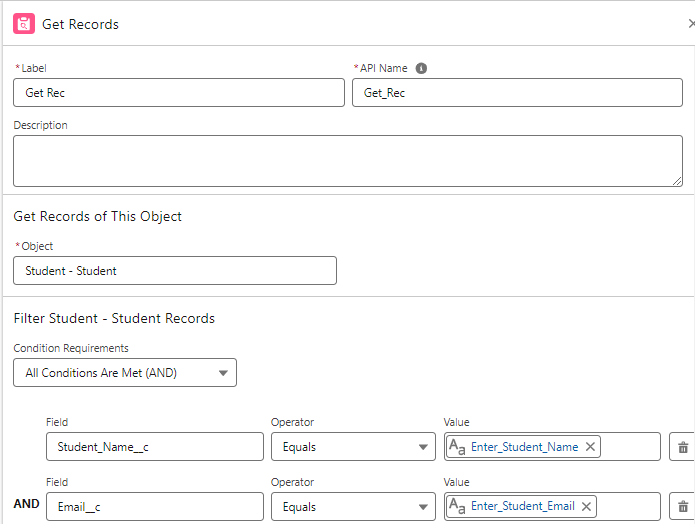 Get Records
*Label
*API Name
Get Rec
Get_Rec
Description
Get Records of This Object
*Object
Student - Student
Filter Student - Student Records
Condition Requirements
All Conditions Are Met (AND)
Field Operator Value
Student_Name__c Equals Aa Enter_Student_Name
Field Operator Value
AND Email__c Equals Aa Enter_Student_Email